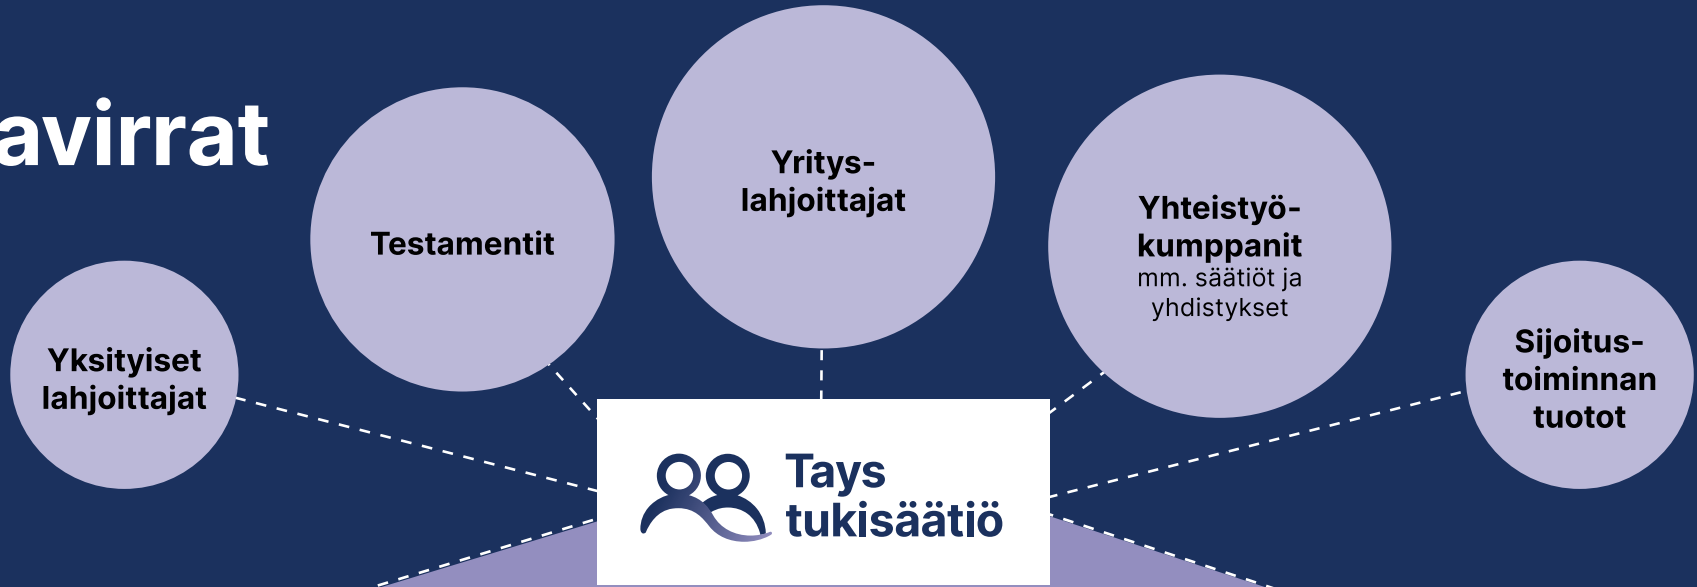 avirrat
Yksityiset
lahjoittajat
Testamentit
Yritys-
lahjoittajat
Yhteistyö-
kumppanit
mm. säätiöt ja
yhdistykset
Sijoitus-
toiminnan
tuotot
Tays
tukisäätiö